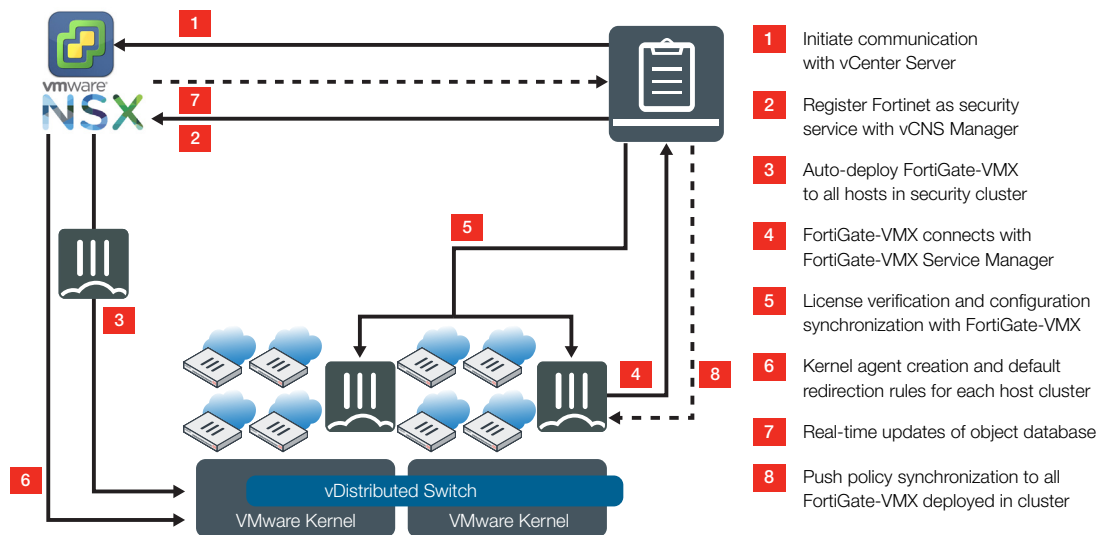 1
vmware®
NSX
7
2
5
3
4
8
6
vDistributed Switch
VMware Kernel
VMware Kernel
1 Initiate communication
with vCenter Server
2 Register Fortinet as security
service with vCNS Manager
3 Auto-deploy FortiGate-VMX
to all hosts in security cluster
4 FortiGate-VMX connects with
FortiGate-VMX Service Manager
5 License verification and configuration
synchronization with FortiGate-VMX
6 Kernel agent creation and default
redirection rules for each host cluster
7 Real-time updates of object database
8 Push policy synchronization to all
FortiGate-VMX deployed in cluster